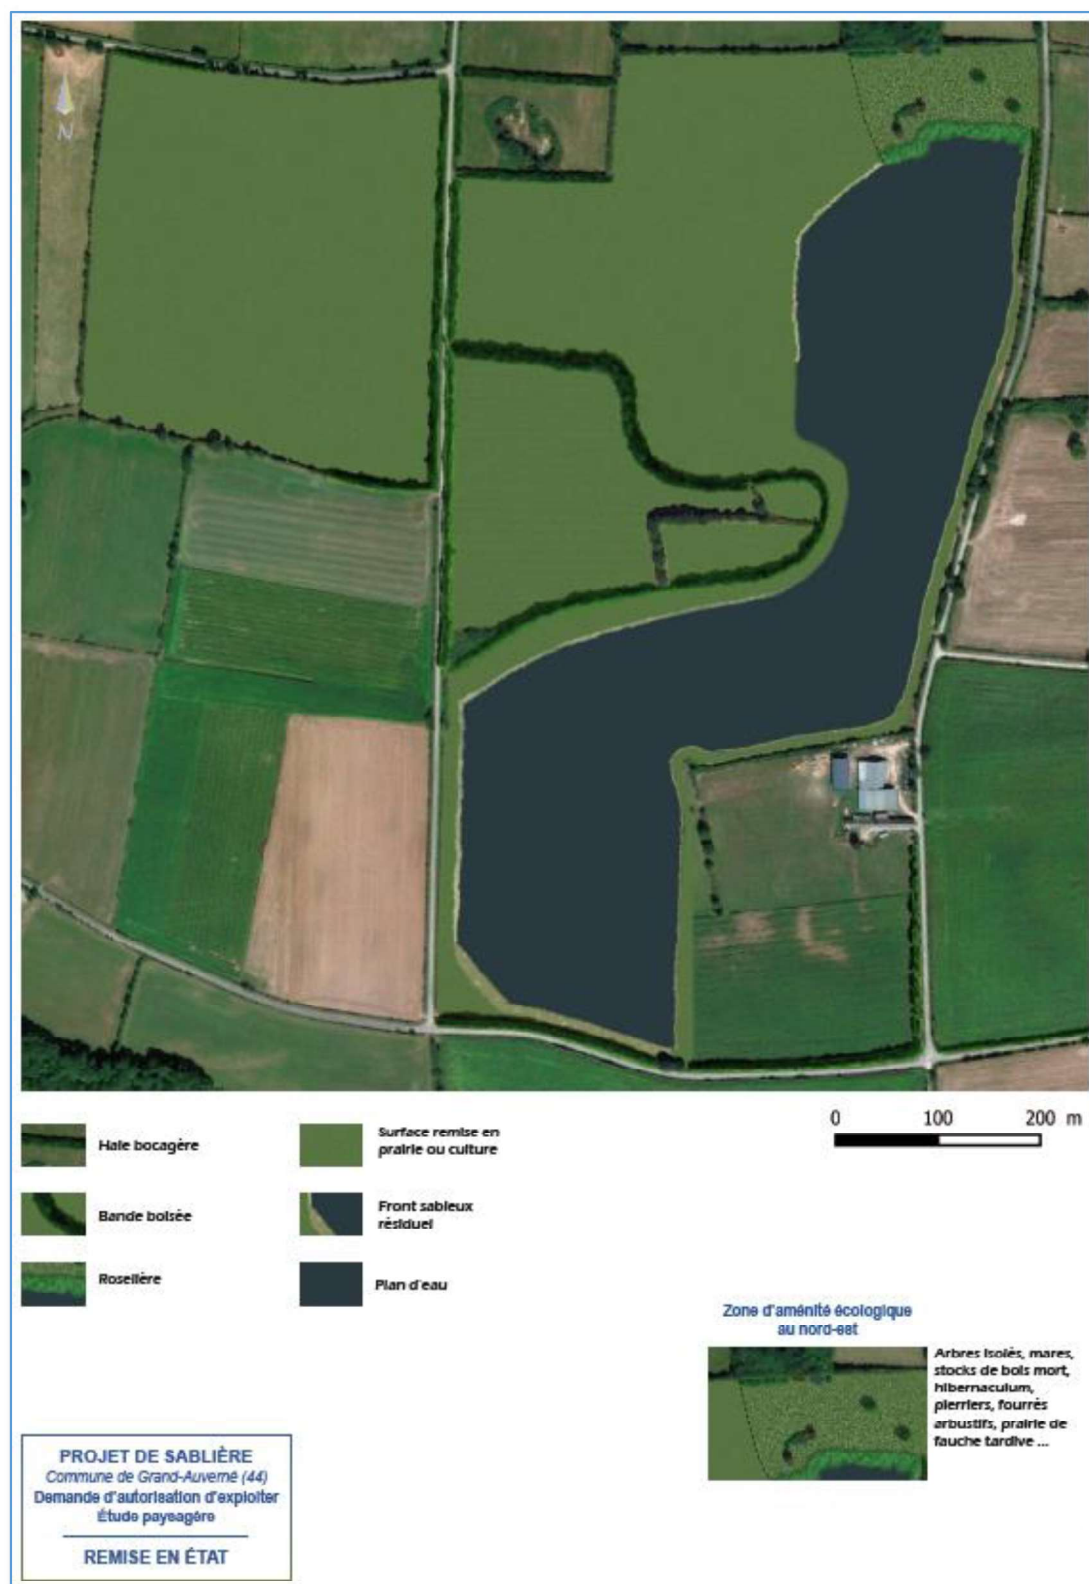 N
0 100 200 m
Haie bocagère
Surface remise en
prairie ou culture
Bande boisée
Front sableux
résiduel
Roselière
Plan d'eau
Zone d'aménité écologique
au nord-est
Arbres isolés, mares,
stocks de bois mort,
hibernaculum,
pierriers, fourrés
arbustifs, prairie de
fauche tardive ...
PROJET DE SABLIÈRE
Commune de Grand-Auverné (44)
Demande d'autorisation d'exploiter
Étude paysagère
REMISE EN ÉTAT